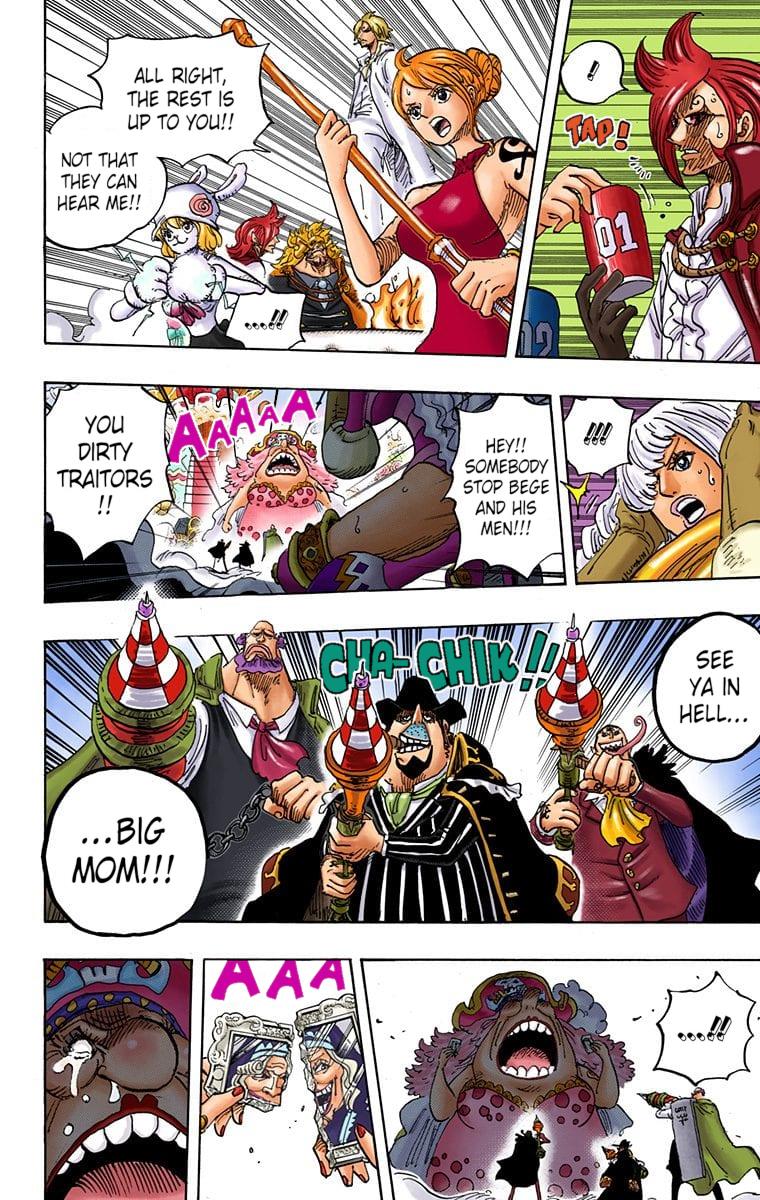 !
TAP!
01
02
ALL RIGHT,
THE REST IS
UP TO YOU!!
NOT THAT
THEY CAN
HEAR ME!!
....!!
!!!
HEY!!
SOMEBODY
STOP BEGE
AND HIS
MEN!!!
AAAAA
YOU
DIRTY
TRAITORS
!!
SEE
YA IN
HELL...
CHA-CHIK!!
...BIG
MOM!!!
....!!
AAA